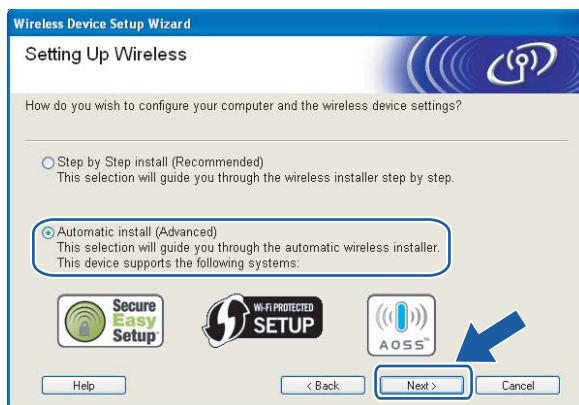 Wireless Device Setup Wizard
Setting Up Wireless
How do you wish to configure your computer and the wireless device settings?
Step by Step install (Recommended)
This selection will guide you through the wireless installer step by step.
Automatic install (Advanced)
This selection will guide you through the automatic wireless installer.
This device supports the following systems:
Secure
Easy
Setup
WI-FI PROTECTED
SETUP
AOSS™
Help
< Back
Next >
Cancel